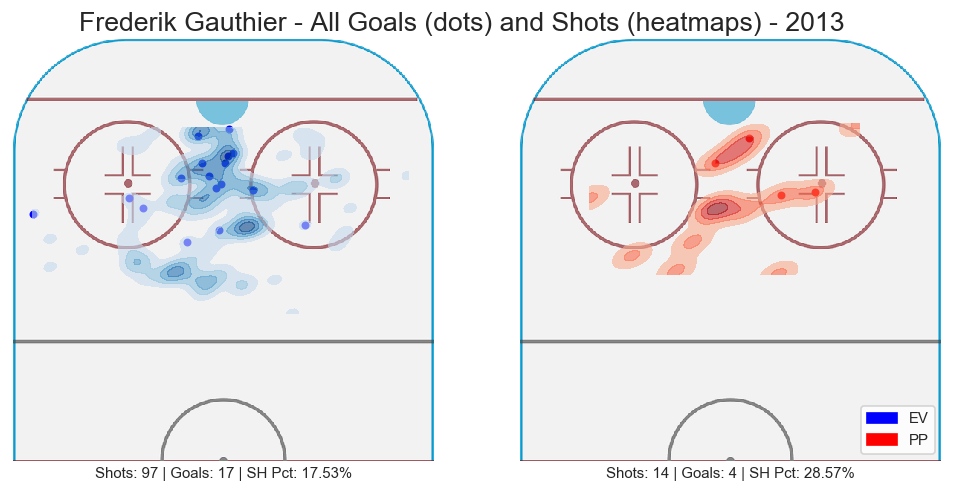 Frederik Gauthier - All Goals (dots) and Shots (heatmaps) - 2013
EV
PP
Shots: 97 | Goals: 17 | SH Pct: 17.53%
Shots: 14 | Goals: 4 | SH Pct: 28.57%